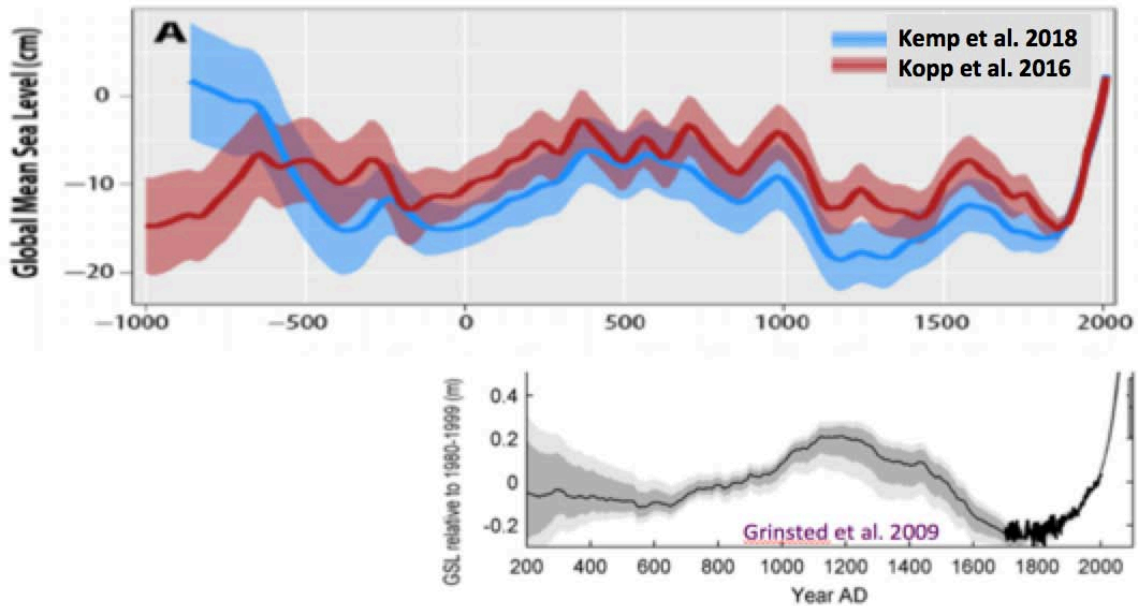 A
Kemp et al. 2018
Kopp et al. 2016
Global Mean Sea Level (cm)
0
−10
−20
−1000 −500 0 500 1000 1500 2000
GSL relative to 1980-1999 (m)
0.4
0.2
0
-0.2
Grinsted et al. 2009
200 400 600 800 1000 1200 1400 1600 1800 2000
Year AD